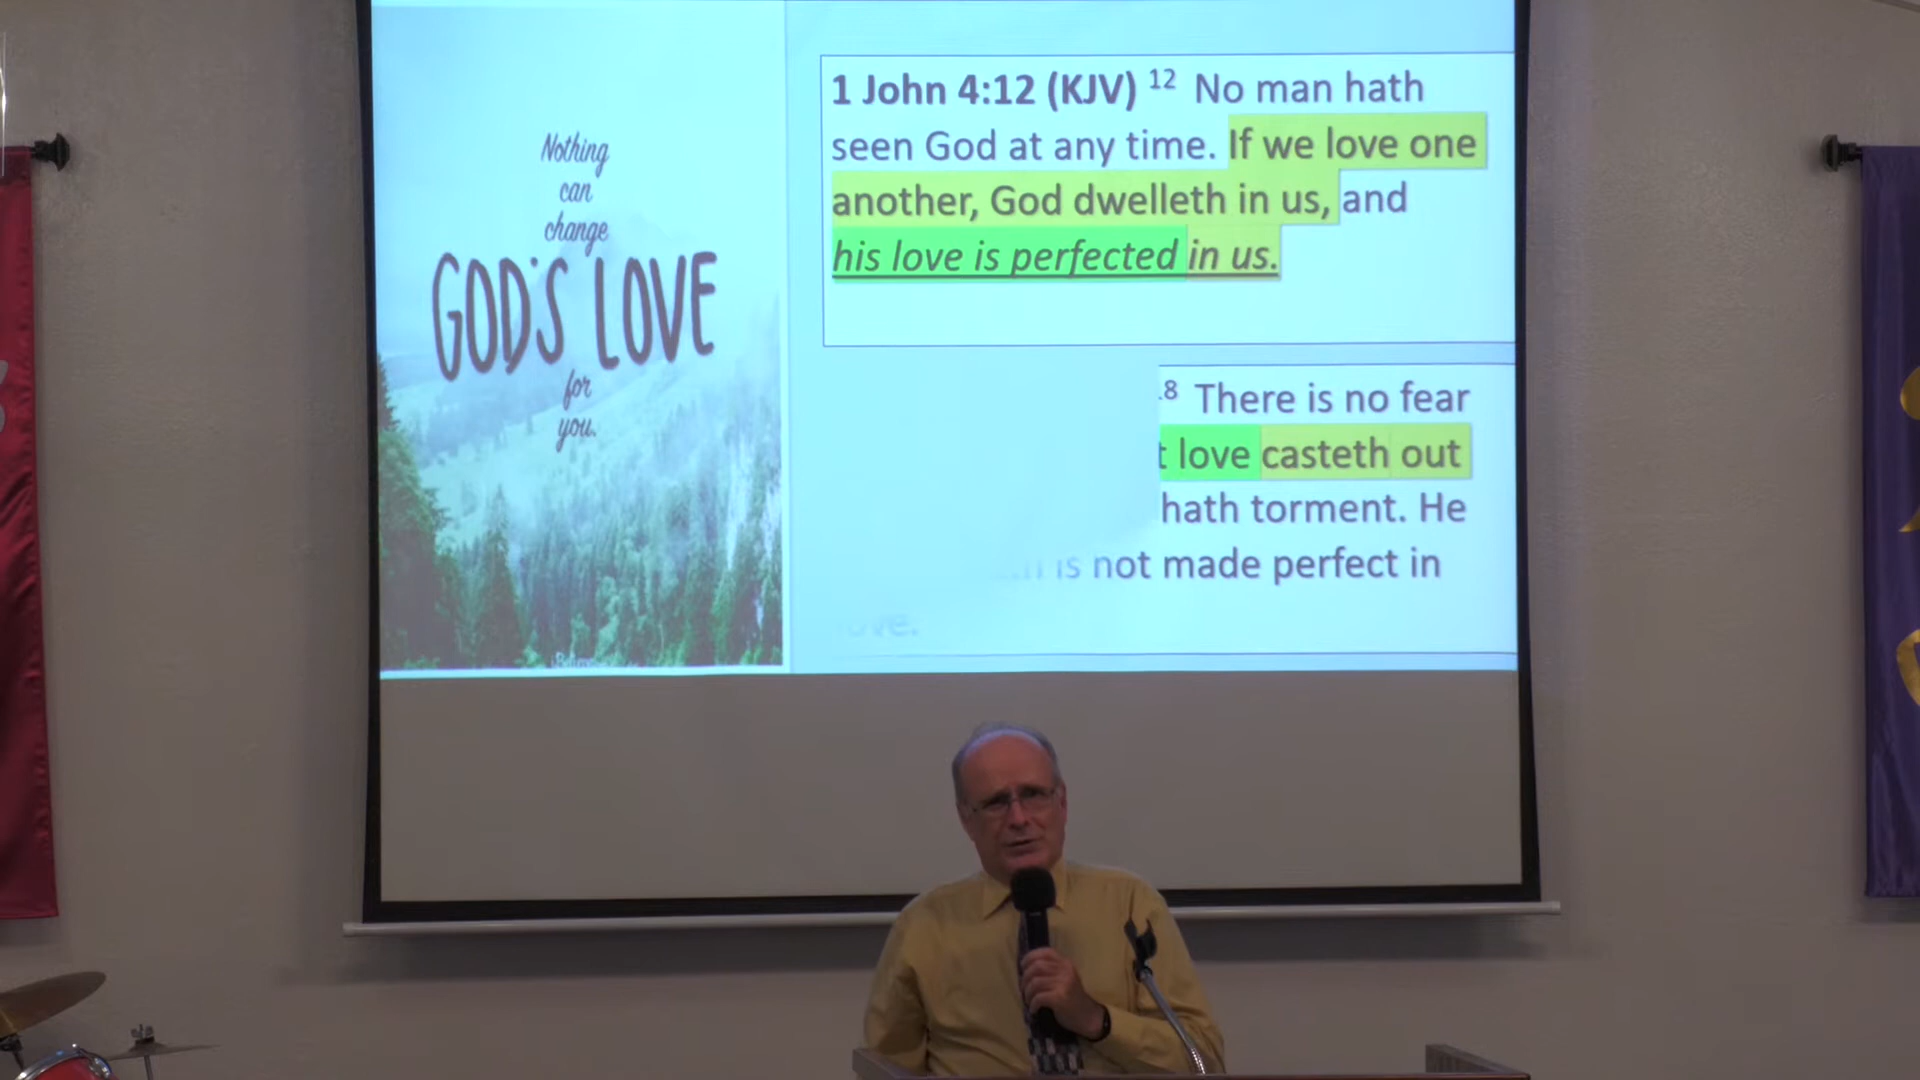 Nothing
can
change
GOD'S LOVE
for
you.
1 John 4:12 (KJV) 12 No man hath
seen God at any time. If we love one
another, God dwelleth in us, and
his love is perfected in us.
8 There is no fear
t love casteth out
hath torment. He
is not made perfect in
love.